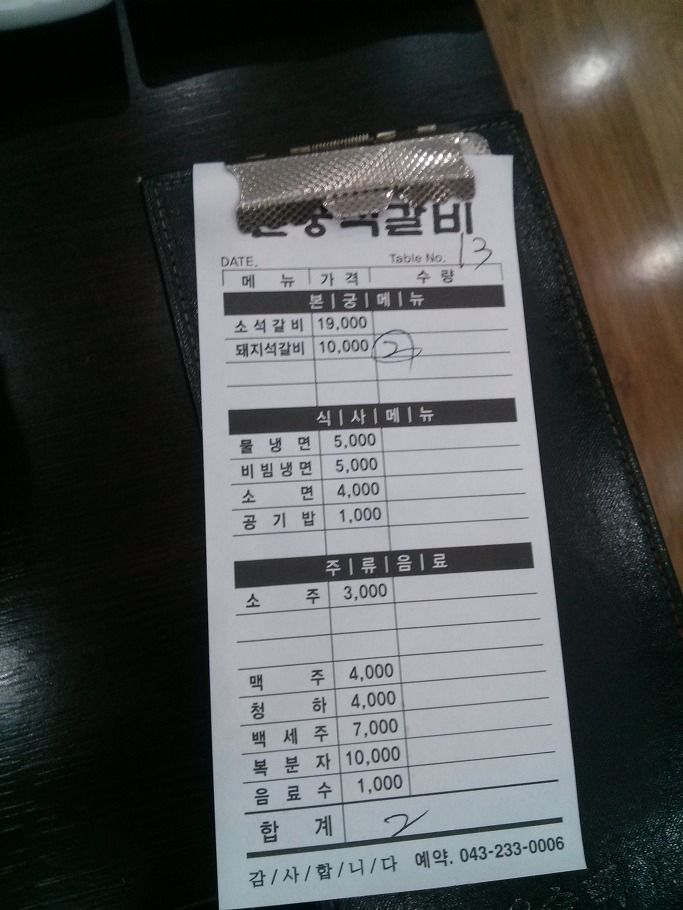 갈비
DATE. Table No. 13
메 뉴 가 격 수 량
본 | 궁 | 메 | 뉴
소석갈비 19,000
돼지석갈비 10,000 2
식 | 사 | 메 | 뉴
물 냉 면 5,000
비빔냉면 5,000
소 면 4,000
공 기 밥 1,000
주 | 류 | 음 | 료
소 주 3,000
맥 주 4,000
청 하 4,000
백 세 주 7,000
복 분 자 10,000
음 료 수 1,000
합 계 2
감/사/합/니/다 예약. 043-233-0006